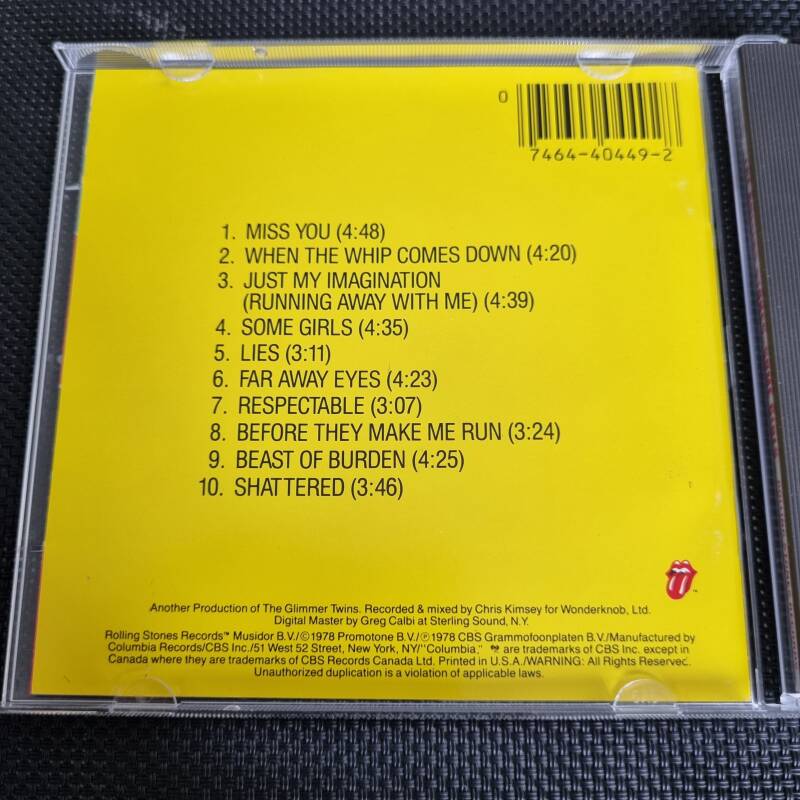 0
7464-40449-2
1. MISS YOU (4:48)
2. WHEN THE WHIP COMES DOWN (4:20)
3. JUST MY IMAGINATION
(RUNNING AWAY WITH ME) (4:39)
4. SOME GIRLS (4:35)
5. LIES (3:11)
6. FAR AWAY EYES (4:23)
7. RESPECTABLE (3:07)
8. BEFORE THEY MAKE ME RUN (3:24)
9. BEAST OF BURDEN (4:25)
10. SHATTERED (3:46)
Another Production of The Glimmer Twins. Recorded & mixed by Chris Kimsey for Wonderknob, Ltd.
Digital Master by Greg Calbi at Sterling Sound, N.Y.
Rolling Stones Records™ Musidor B.V./©1978 Promotone B.V./℗1978 CBS Grammofoonplaten B.V./Manufactured by
Columbia Records/CBS Inc./51 West 52 Street, New York, NY/"Columbia," are trademarks of CBS Inc. except in
Canada where they are trademarks of CBS Records Canada Ltd. Printed in U.S.A./WARNING: All Rights Reserved.
Unauthorized duplication is a violation of applicable laws.